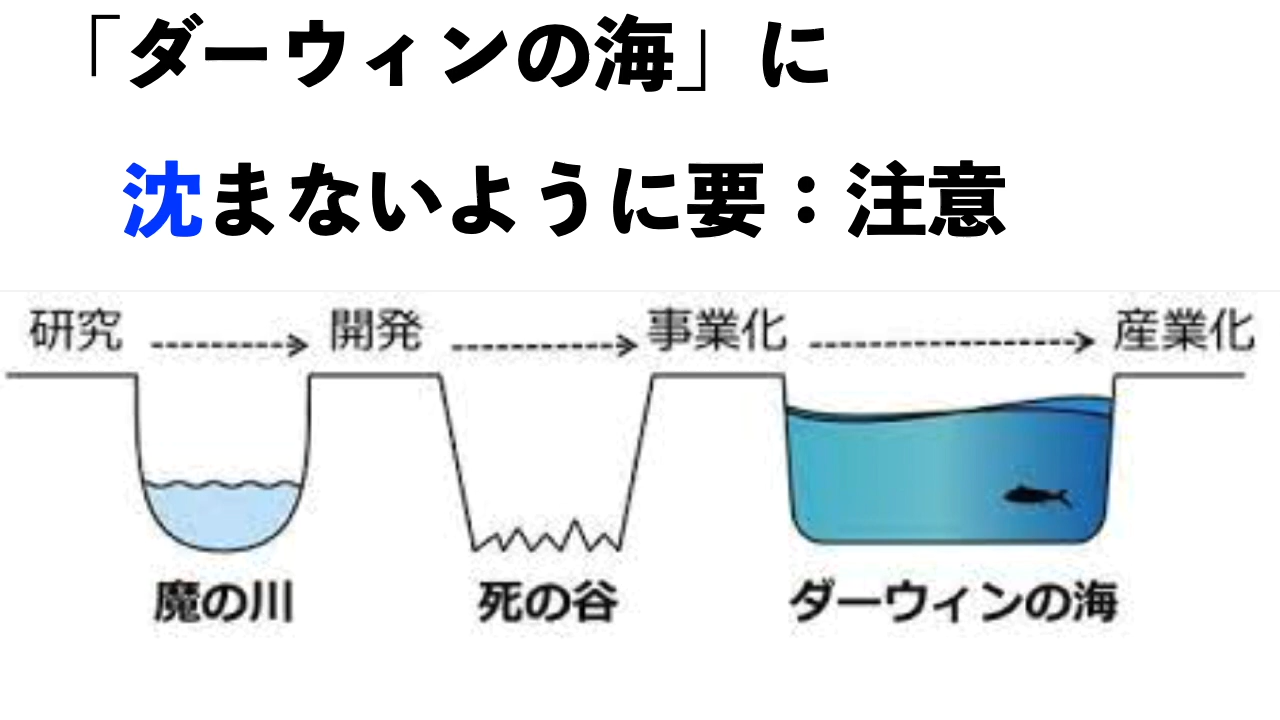 「ダーウィンの海」に
沈まないように要：注意
研究 開発 事業化 産業化
魔の川 死の谷 ダーウィンの海